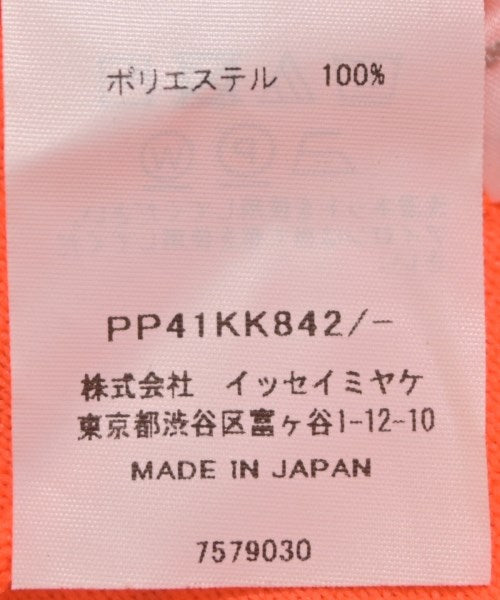 ポリエステル 100%
PP41KK842/-
株式会社 イッセイミヤケ
東京都渋谷区富ヶ谷1-12-10
MADE IN JAPAN
7579030